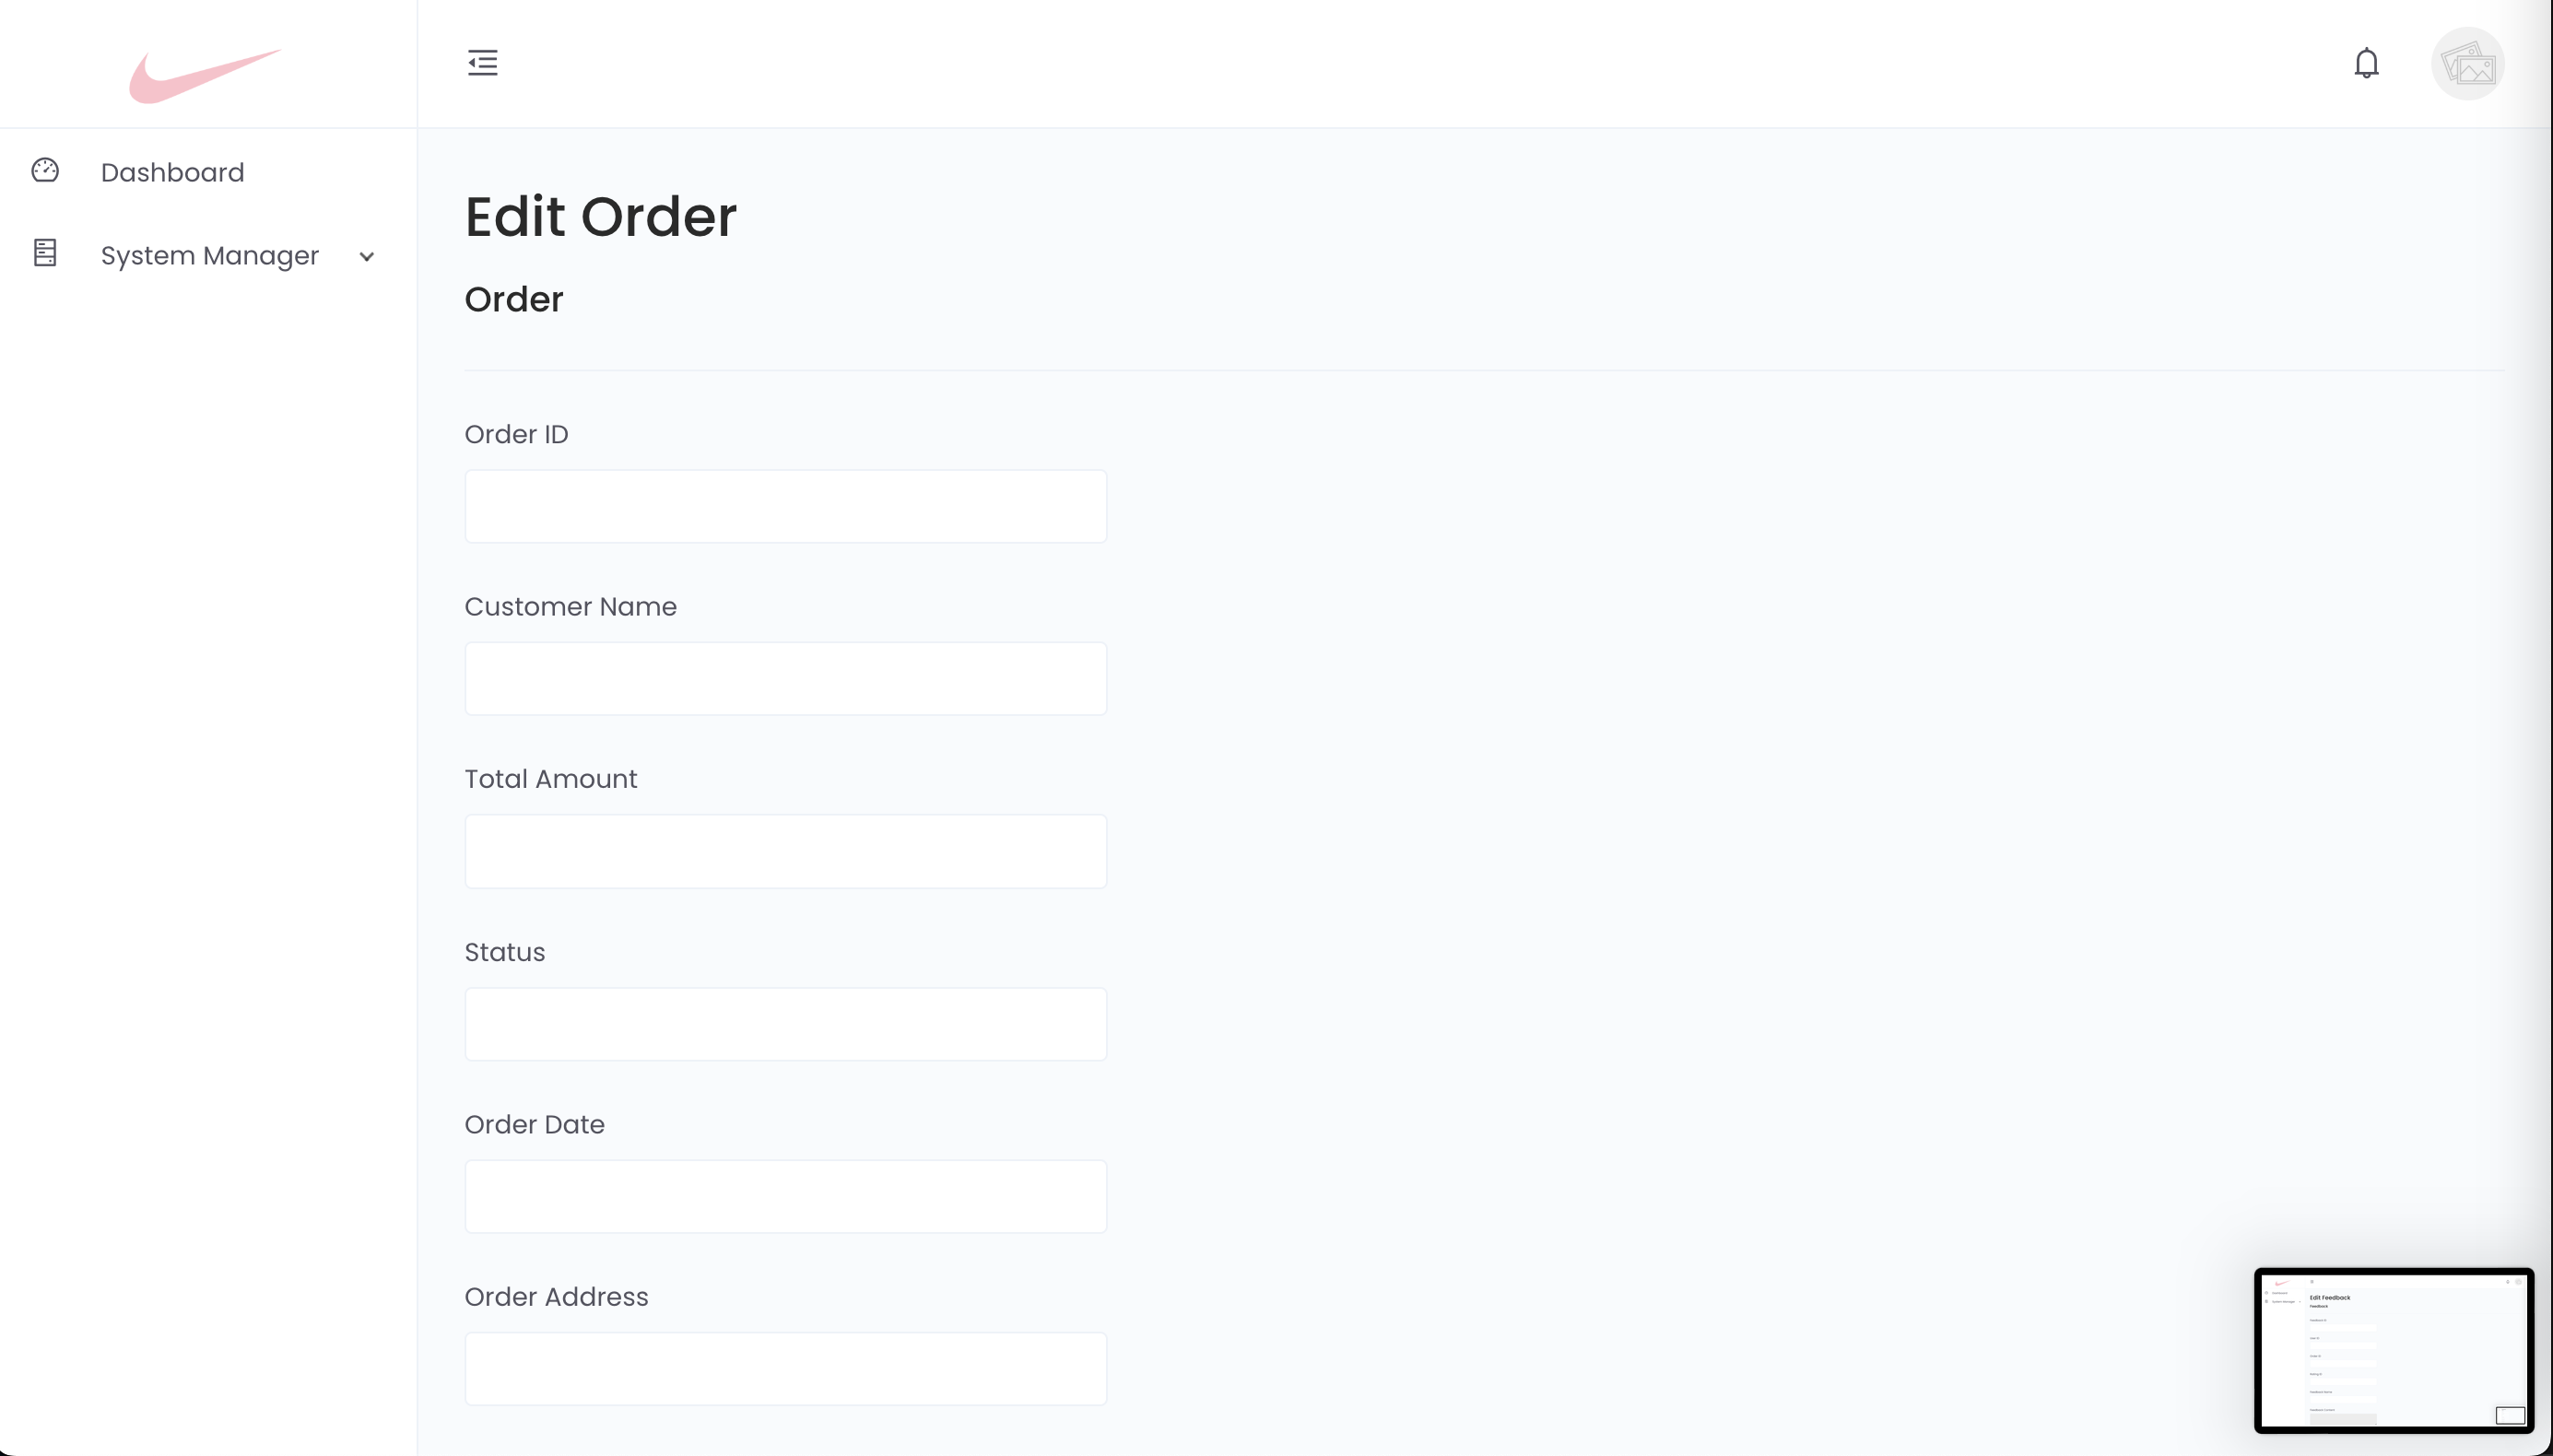 Dashboard
System Manager
Edit Order
Order
Order ID
Customer Name
Total Amount
Status
Order Date
Order Address
Edit Feedback
Feedback